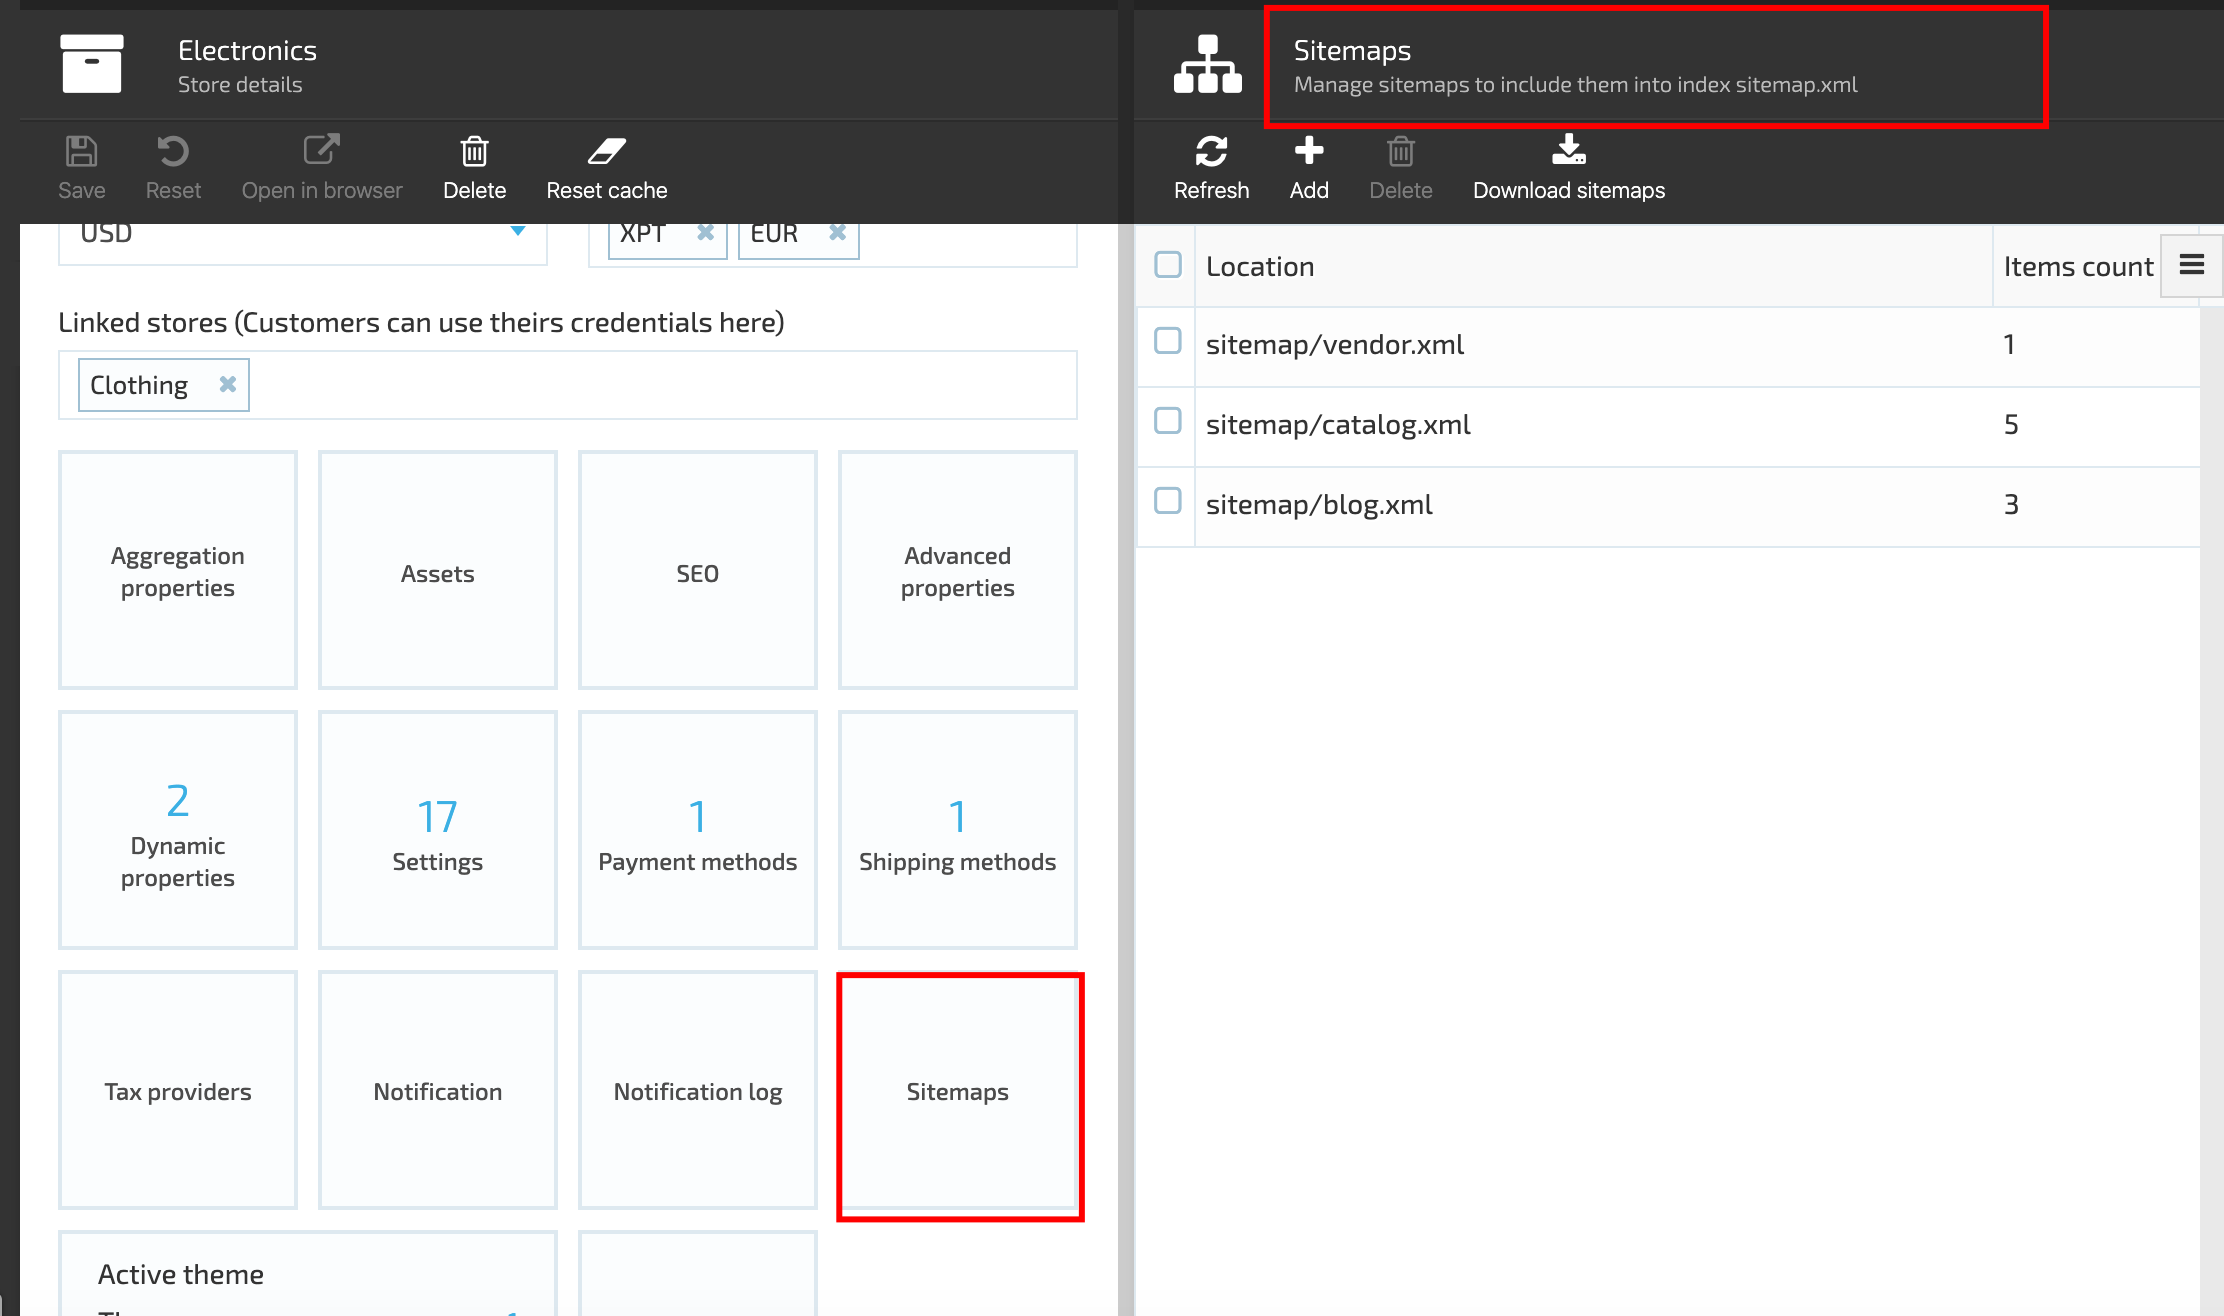 Electronics
Store details
Save
Reset
Open in browser
Delete
Reset cache
USD
XPT
EUR
Linked stores (Customers can use theirs credentials here)
Clothing
Aggregation
properties
Assets
SEO
Advanced
properties
2
Dynamic
properties
17
Settings
1
Payment methods
1
Shipping methods
Tax providers
Notification
Notification log
Sitemaps
Active theme
Sitemaps
Manage sitemaps to include them into index sitemap.xml
Refresh
Add
Delete
Download sitemaps
Location
Items count
sitemap/vendor.xml
1
sitemap/catalog.xml
5
sitemap/blog.xml
3